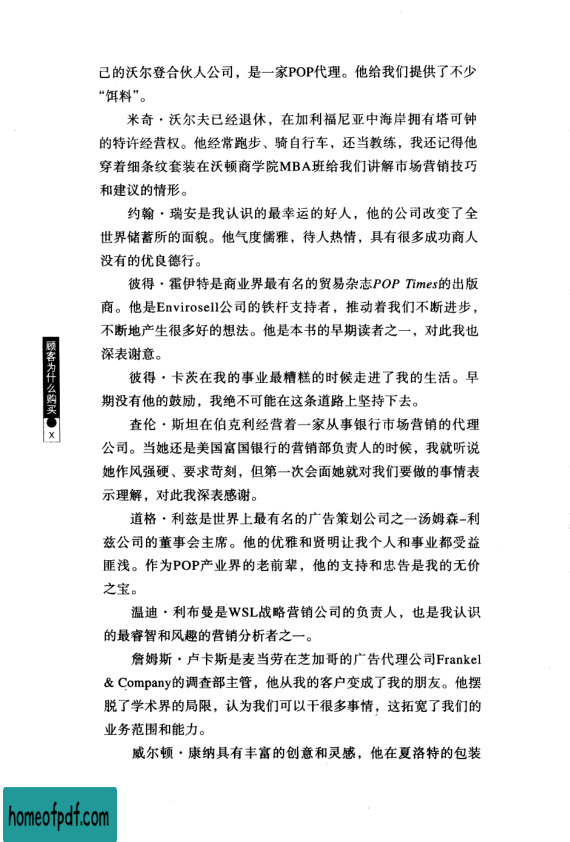 己的沃尔登合伙人公司，是一家POP代理。他给我们提供了不少
“饵料”。
米奇·沃尔夫已经退休，在加利福尼亚中海岸拥有塔可钟
的特许经营权。他经常跑步、骑自行车，还当教练，我还记得他
穿着细条纹套装在沃顿商学院MBA班给我们讲解市场营销技巧
和建议的情形。
约翰·瑞安是我认识的最幸运的好人，他的公司改变了全
世界储蓄所的面貌。他气度儒雅，待人热情，具有很多成功商人
没有的优良德行。
彼得·霍伊特是商业界最有名的贸易杂志POP Times的出版
商。他是Envirosell公司的铁杆支持者，推动着我们不断进步，
不断地产生很多好的想法。他是本书的早期读者之一，对此我也
深表谢意。
彼得·卡茨在我的事业最糟糕的时候走进了我的生活。早
期没有他的鼓励，我绝不可能在这条道路上坚持下去。
查伦·斯坦在伯克利经营着一家从事银行市场营销的代理
公司。当她还是美国富国银行的营销部负责人的时候，我就听说
她作风强硬、要求苛刻，但第一次会面她就对我们要做的事情表
示理解，对此我深表感谢。
道格·利兹是世界上最有名的广告策划公司之一汤姆森–利
兹公司的董事会主席。他的优雅和贤明让我个人和事业都受益
匪浅。作为POP产业界的老前辈，他的支持和忠告是我的无价
之宝。
温迪·利布曼是WSL战略营销公司的负责人，也是我认识
的最睿智和风趣的营销分析者之一。
詹姆斯·卢卡斯是麦当劳在芝加哥的广告代理公司Frankel
& Company的调查部主管，他从我的客户变成了我的朋友。他摆
脱了学术界的局限，认为我们可以干很多事情，这拓宽了我们的
业务范围和能力。
威尔顿·康纳具有丰富的创意和灵感，他在夏洛特的包装
顾客为什么购买
X
homeofpdf.com